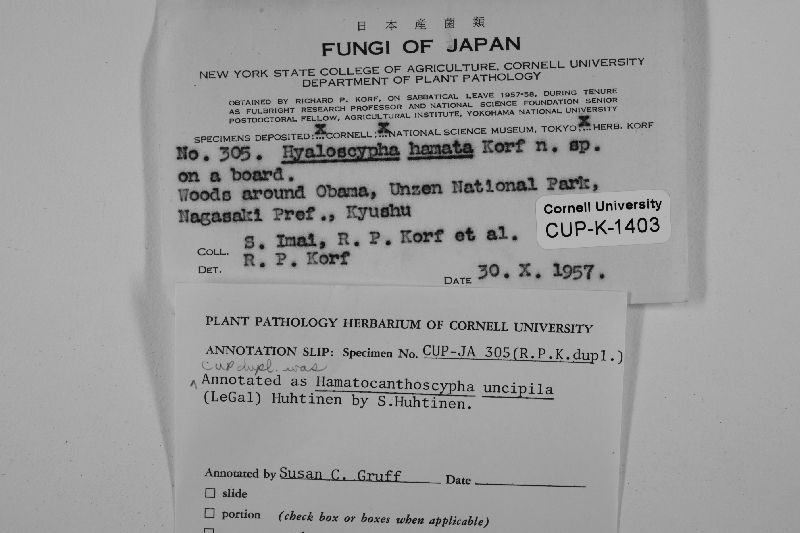 日本産菌類
FUNGI OF JAPAN
NEW YORK STATE COLLEGE OF AGRICULTURE, CORNELL UNIVERSITY
DEPARTMENT OF PLANT PATHOLOGY
OBTAINED BY RICHARD P. KORF, ON SABBATICAL LEAVE 1957-58, DURING TENURE
AS FULBRIGHT RESEARCH PROFESSOR AND NATIONAL SCIENCE FOUNDATION SENIOR
POSTDOCTORAL FELLOW, AGRICULTURAL INSTITUTE, YOKOHAMA NATIONAL UNIVERSITY
SPECIMENS DEPOSITED: X CORNELL; X NATIONAL SCIENCE MUSEUM, TOKYO; X HERB. KORF
No. 305. Hyaloscypha hamata Korf n. sp.
on a board.
Woods around Obama, Unzen National Park,
Nagasaki Pref., Kyushu
Cornell University
CUP-K-1403
COLL. S. Imai, R. P. Korf et al.
DET. R. P. Korf
DATE 30. X. 1957.
PLANT PATHOLOGY HERBARIUM OF CORNELL UNIVERSITY
ANNOTATION SLIP: Specimen No. CUP-JA 305(R.P.K.dupl.)
CUP dupl. was
^ Annotated as Hamatocanthoscypha uncipila
(LeGal) Huhtinen by S.Huhtinen.
Annotated by Susan C. Gruff Date
□ slide
□ portion (check box or boxes when applicable)